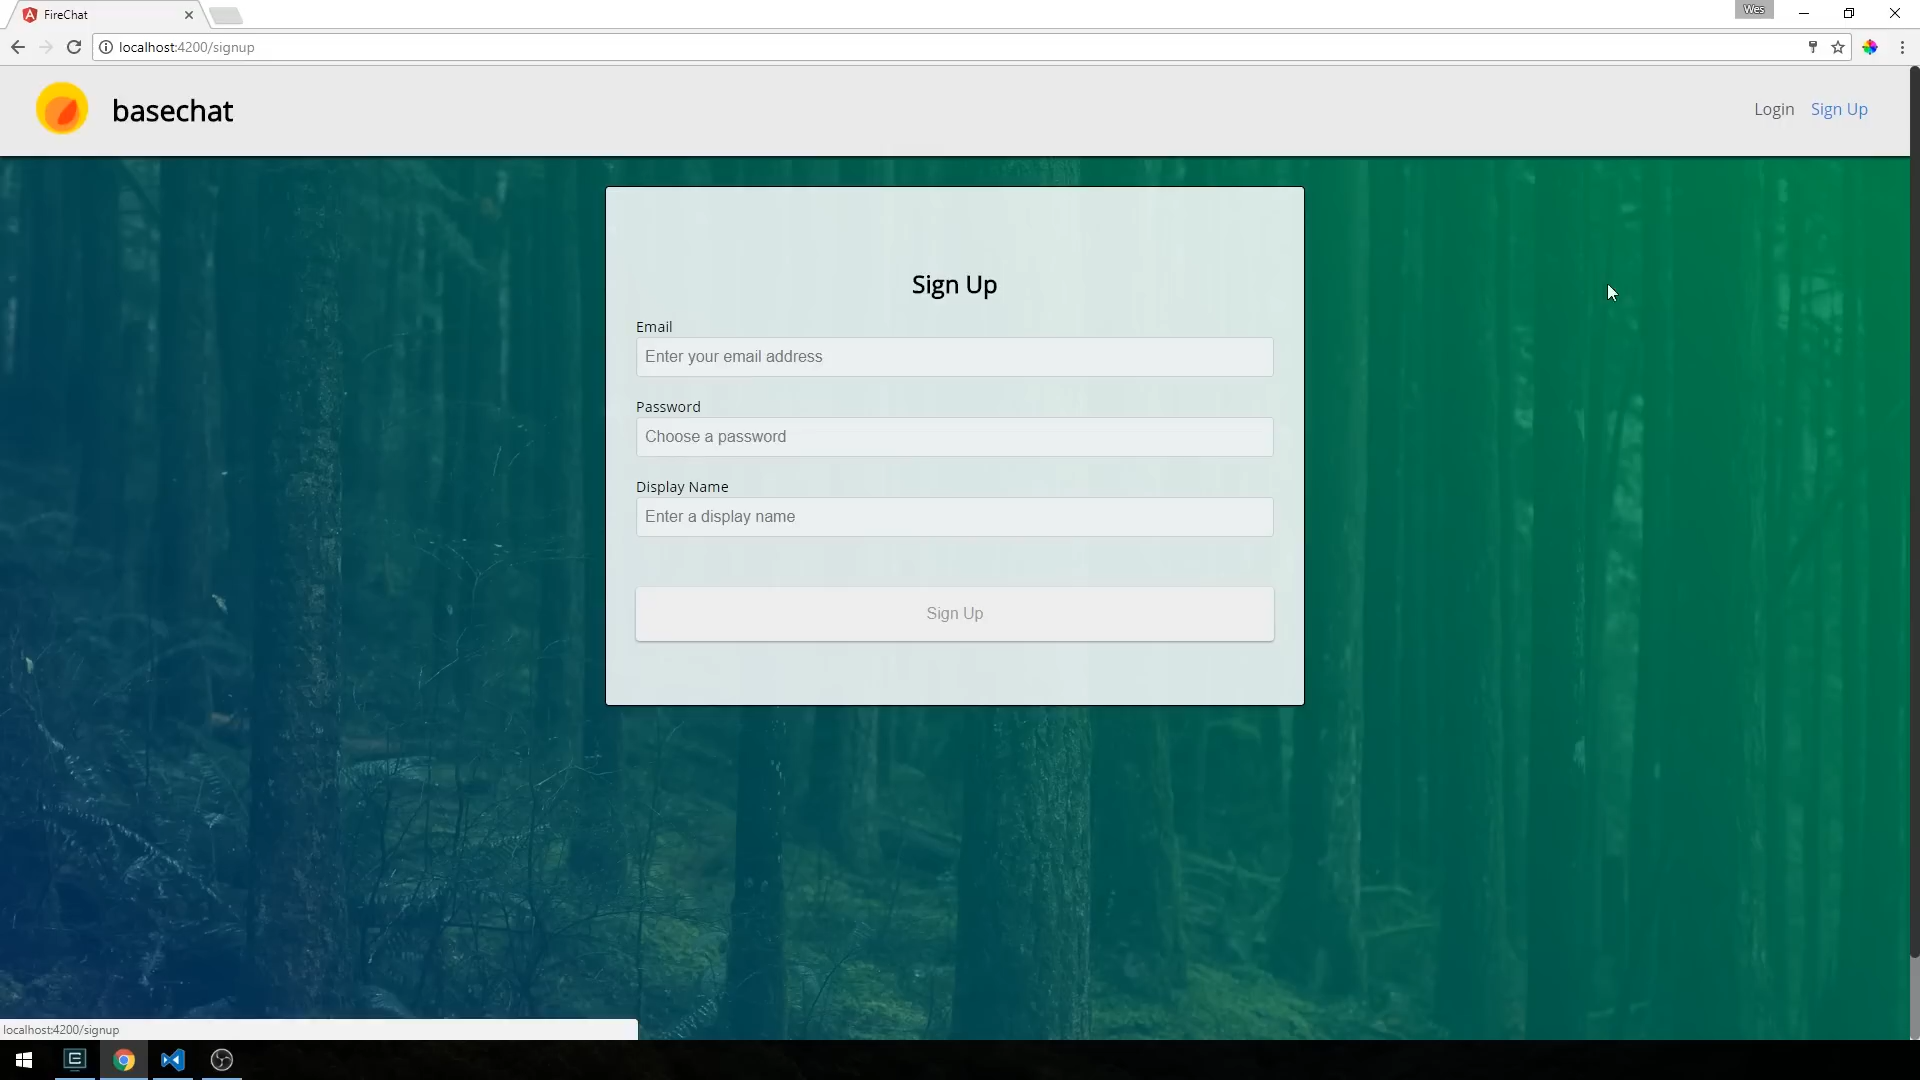 FireChat
Wes
localhost:4200/signup
basechat
Login
Sign Up
Sign Up
Email
Enter your email address
Password
Choose a password
Display Name
Enter a display name
Sign Up
localhost:4200/signup